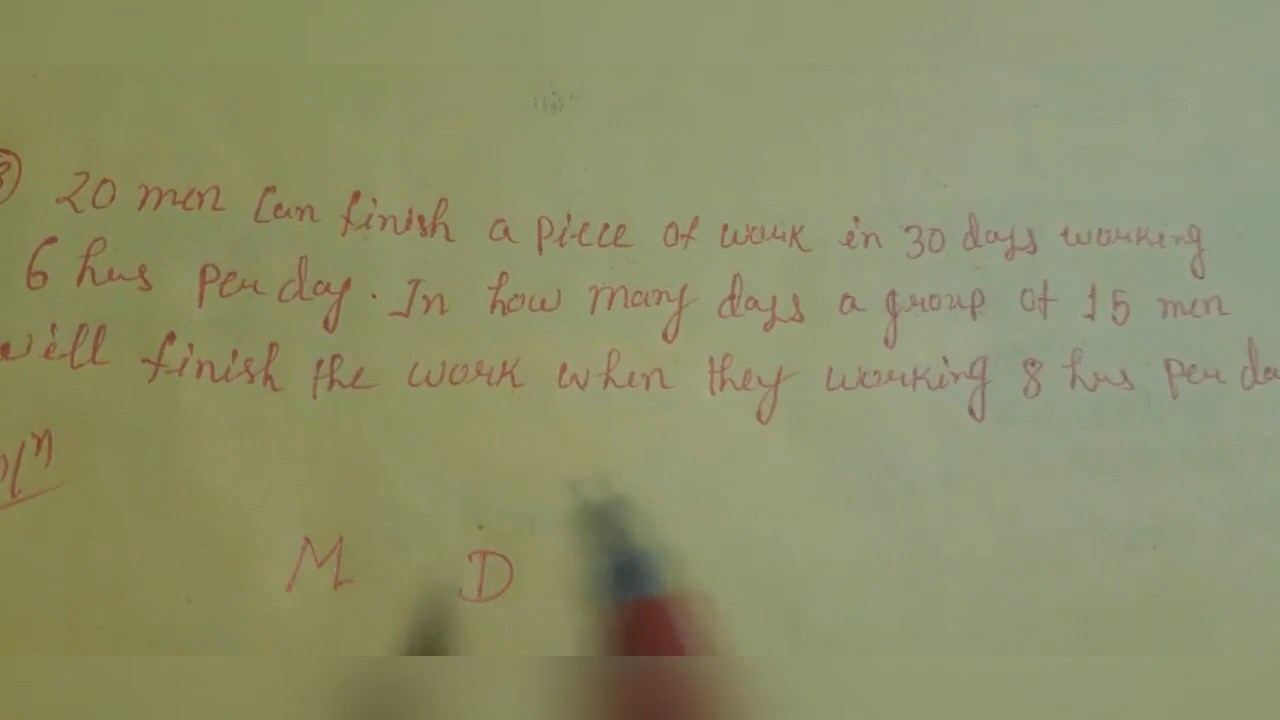 20 men can finish a piece of work in 30 days working
6 hrs per day. In how many days a group of 15 men
will finish the work when they working 8 hrs per da
M D